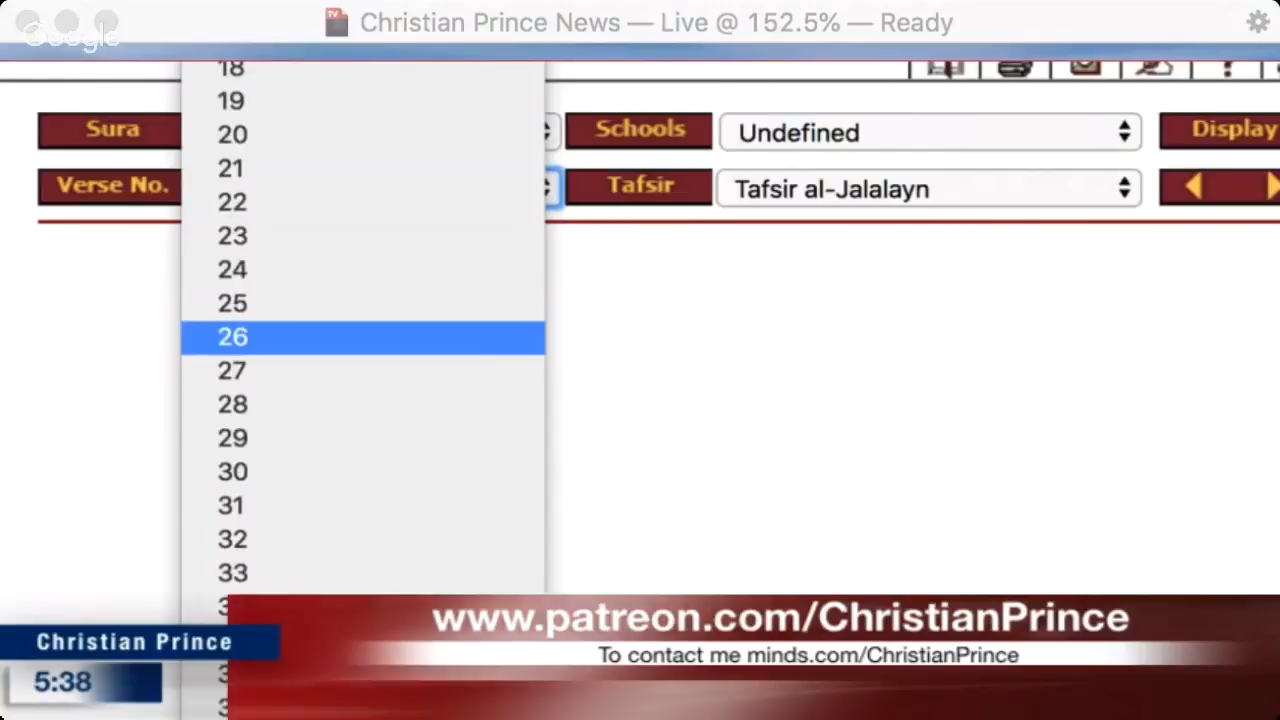 Christian Prince News — Live @ 152.5% — Ready
Google
18
19
20
21
22
23
24
25
26
27
28
29
30
31
32
33
Sura
Schools
Undefined
Display
Verse No.
Tafsir
Tafsir al-Jalalayn
www.patreon.com/ChristianPrince
To contact me minds.com/ChristianPrince
Christian Prince
5:38